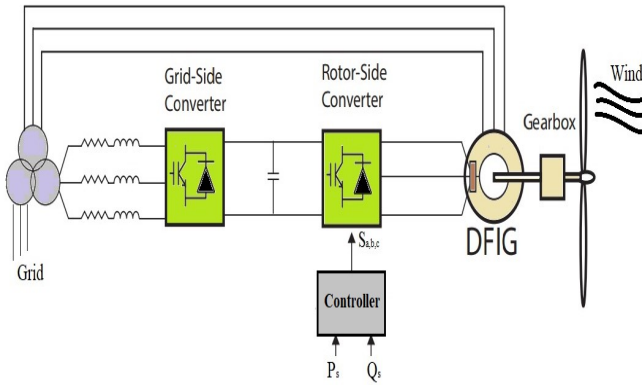 Grid-Side
Converter
Rotor-Side
Converter
Wind
Gearbox
DFIG
Sa,b,c
Grid
Controller
Ps
Qs